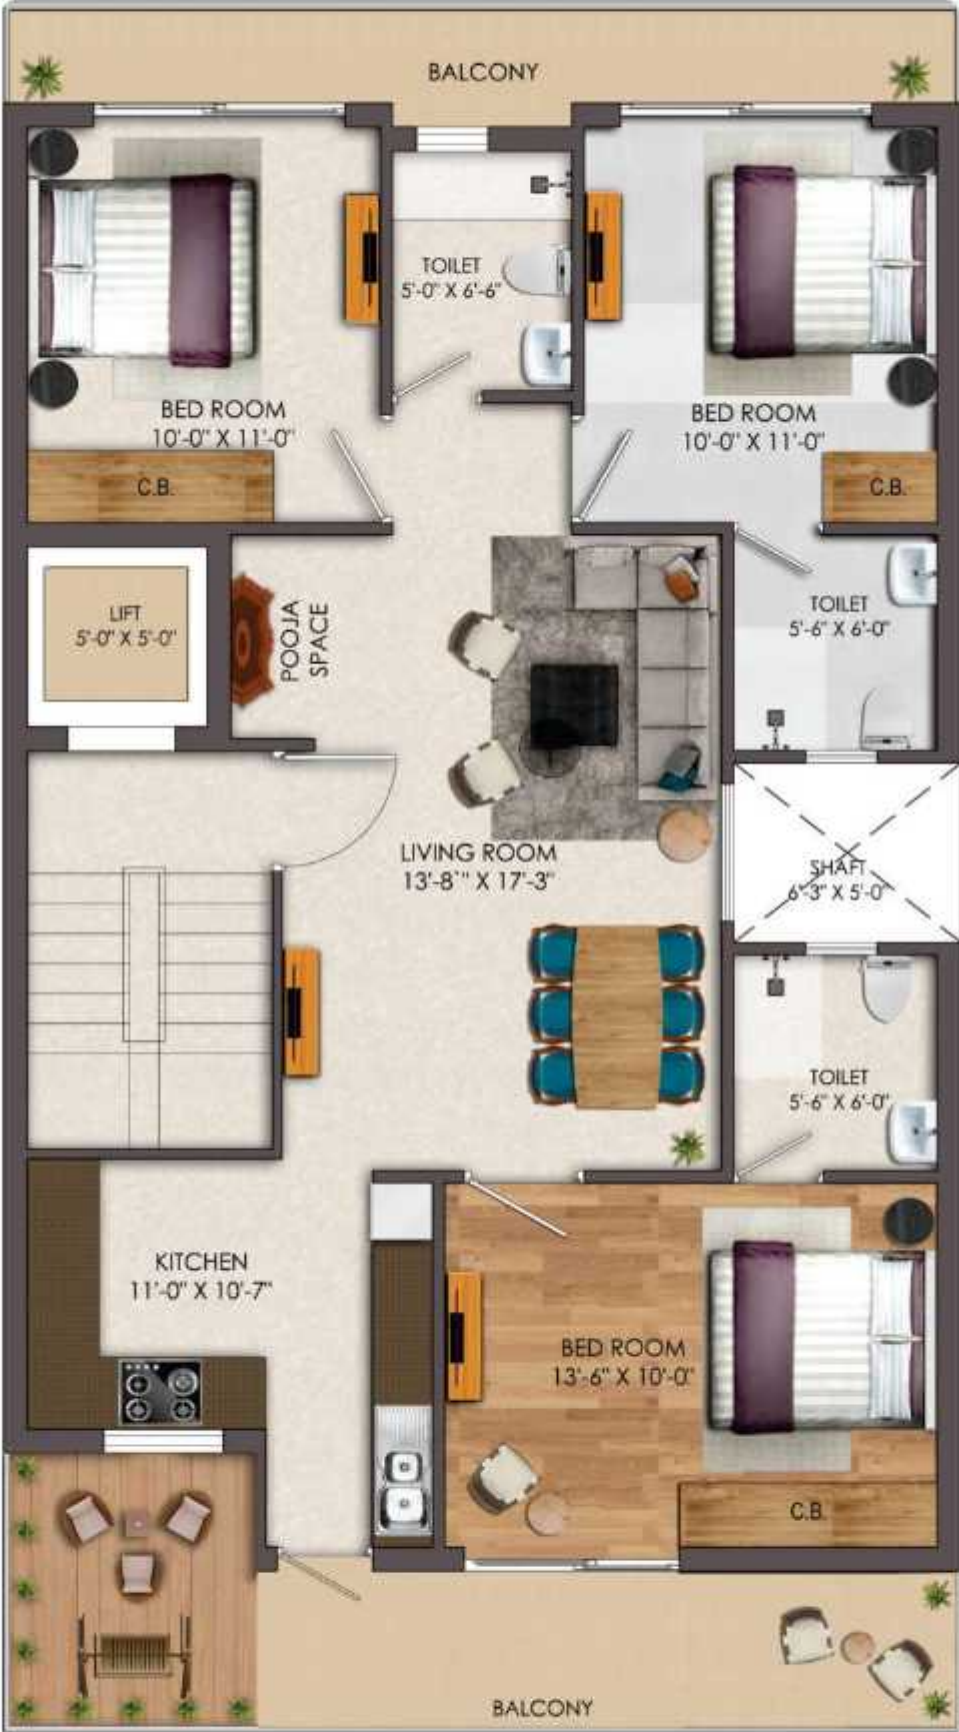 BALCONY
TOILET
5'-0" X 6'-6"
BED ROOM
10'-0" X 11'-0"
BED ROOM
10'-0" X 11'-0"
C.B.
C.B.
LIFT
5'-0" X 5'-0"
POOJA
SPACE
TOILET
5'-6" X 6'-0"
LIVING ROOM
13'-8'" X 17'-3"
SHAFT
6'-3" X 5'-0"
TOILET
5'-6" X 6'-0"
KITCHEN
11'-0" X 10'-7"
BED ROOM
13'-6" X 10'-0"
C.B.
BALCONY